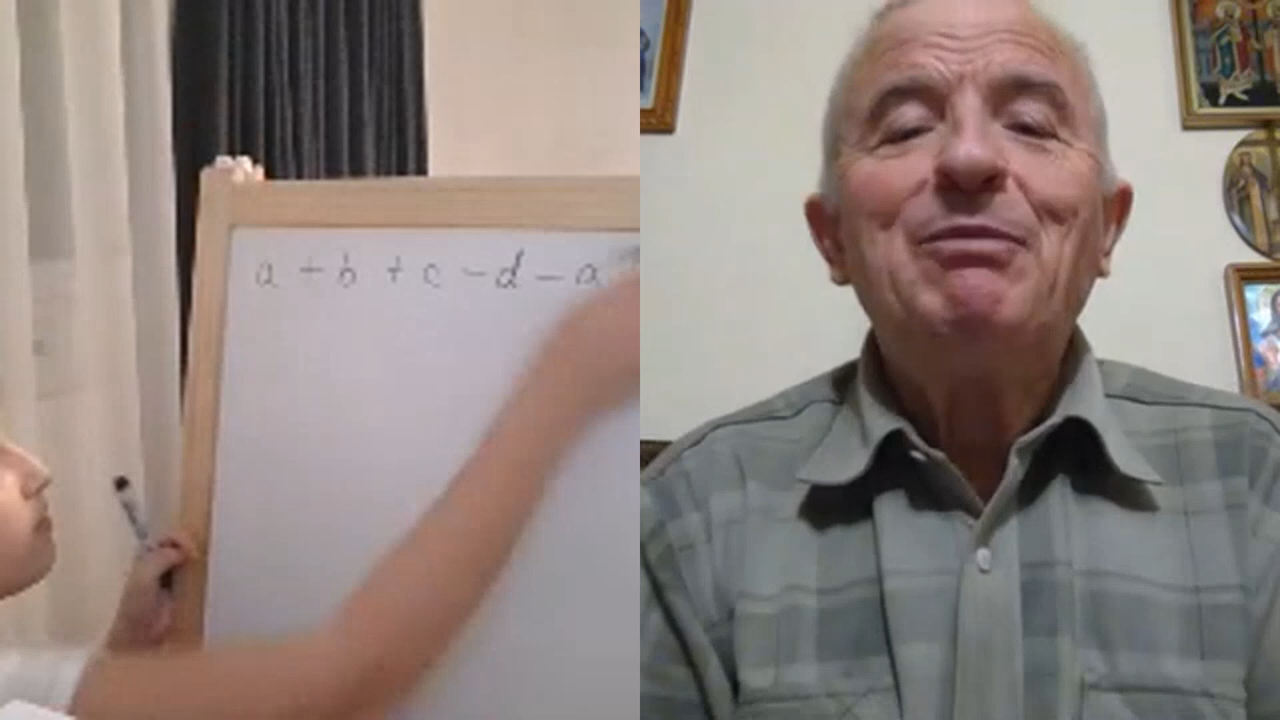 a + b + c - d - a